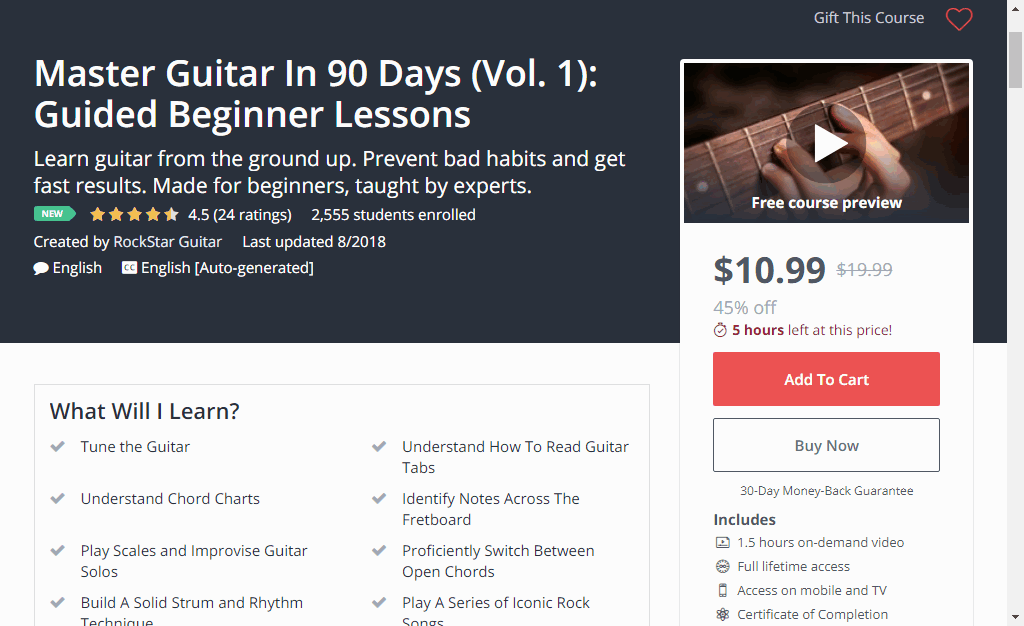 Gift This Course
Master Guitar In 90 Days (Vol. 1):
Guided Beginner Lessons
Learn guitar from the ground up. Prevent bad habits and get
fast results. Made for beginners, taught by experts.
NEW 4.5 (24 ratings) 2,555 students enrolled
Created by RockStar Guitar Last updated 8/2018
English CC English [Auto-generated]
Free course preview
$10.99 $19.99
45% off
5 hours left at this price!
Add To Cart
Buy Now
30-Day Money-Back Guarantee
Includes
1.5 hours on-demand video
Full lifetime access
Access on mobile and TV
Certificate of Completion
What Will I Learn?
Tune the Guitar
Understand How To Read Guitar
Tabs
Understand Chord Charts
Identify Notes Across The
Fretboard
Play Scales and Improvise Guitar
Solos
Proficiently Switch Between
Open Chords
Build A Solid Strum and Rhythm
Technique
Play A Series of Iconic Rock
Songs